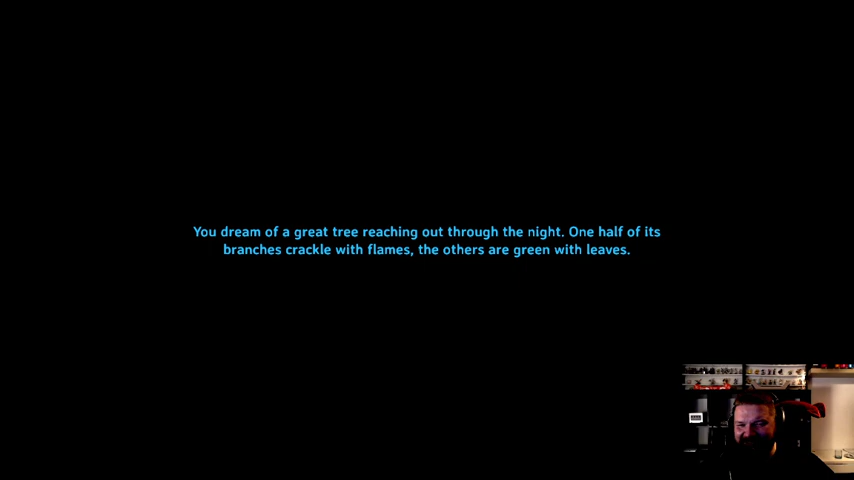 You dream of a great tree reaching out through the night. One half of its
branches crackle with flames, the others are green with leaves.